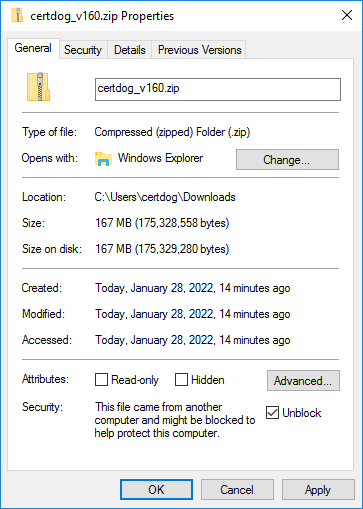 certdog_v160.zip Properties
General Security Details Previous Versions
certdog_v160.zip
Type of file: Compressed (zipped) Folder (.zip)
Opens with: Windows Explorer Change...
Location: C:\Users\certdog\Downloads
Size: 167 MB (175,328,558 bytes)
Size on disk: 167 MB (175,329,280 bytes)
Created: Today, January 28, 2022, 14 minutes ago
Modified: Today, January 28, 2022, 14 minutes ago
Accessed: Today, January 28, 2022, 14 minutes ago
Attributes: Read-only Hidden Advanced...
Security: This file came from another
computer and might be blocked to
help protect this computer.
Unblock
OK Cancel Apply